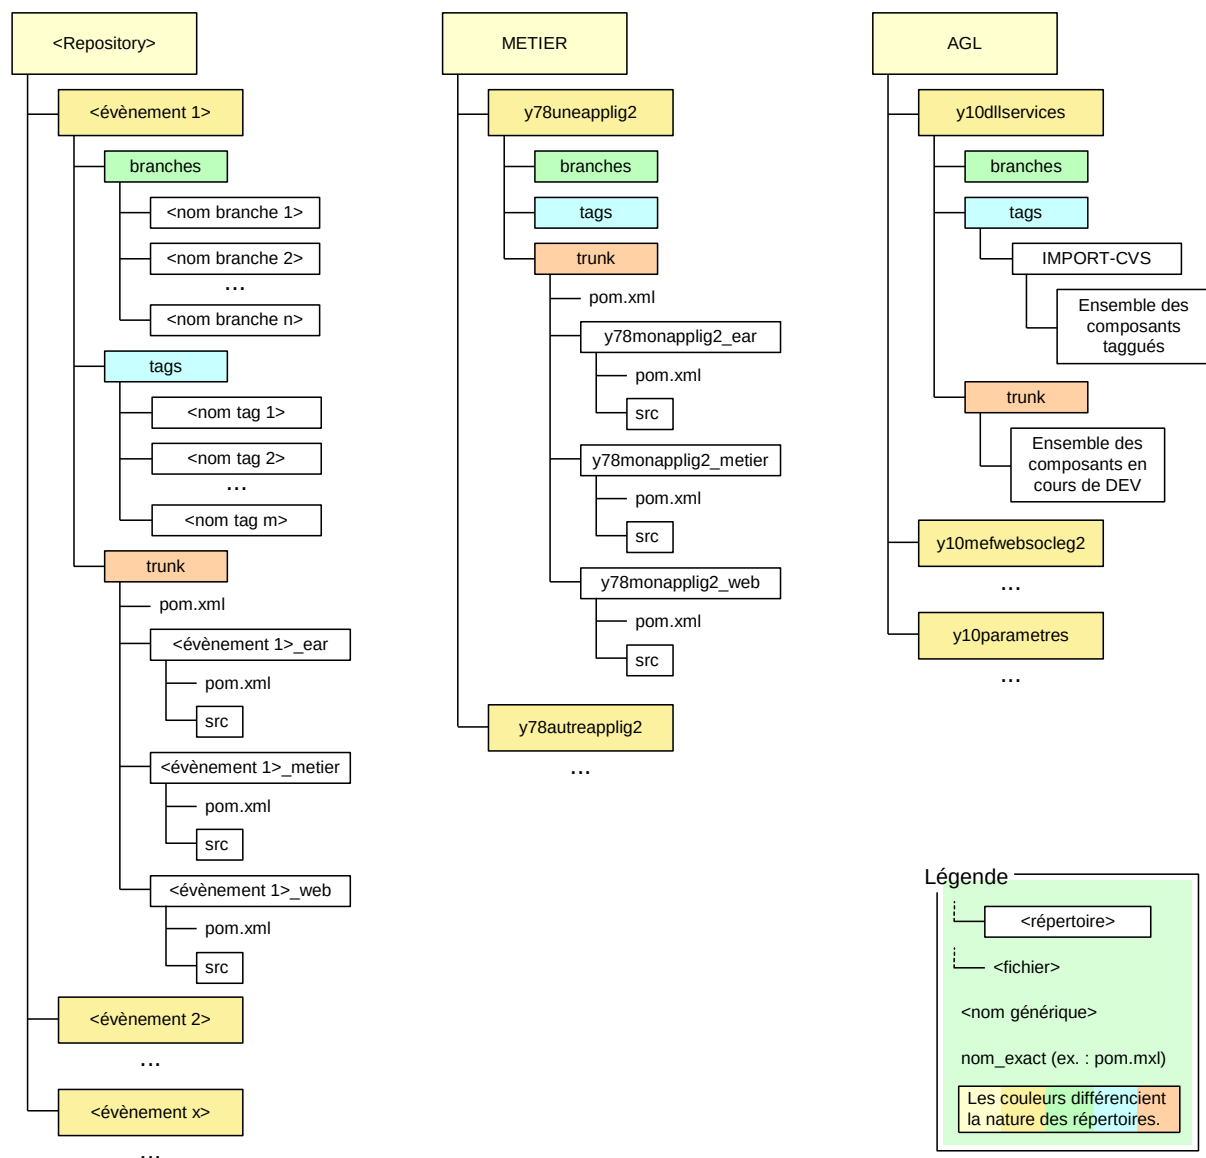 <Repository>
<évènement 1>
branches
<nom branche 1>
<nom branche 2>
...
<nom branche n>
tags
<nom tag 1>
<nom tag 2>
...
<nom tag m>
trunk
pom.xml
<évènement 1>_ear
pom.xml
src
<évènement 1>_metier
pom.xml
src
<évènement 1>_web
pom.xml
src
<évènement 2>
...
<évènement x>
...
METIER
y78uneapplig2
branches
tags
trunk
pom.xml
y78monapplig2_ear
pom.xml
src
y78monapplig2_metier
pom.xml
src
y78monapplig2_web
pom.xml
src
y78autreapplig2
...
AGL
y10dllservices
branches
tags
IMPORT-CVS
Ensemble des
composants
taggués
trunk
Ensemble des
composants en
cours de DEV
y10mefwebsocleg2
...
y10parametres
...
Légende
<répertoire>
<fichier>
<nom générique>
nom_exact (ex. : pom.mxl)
Les couleurs différencient
la nature des répertoires.